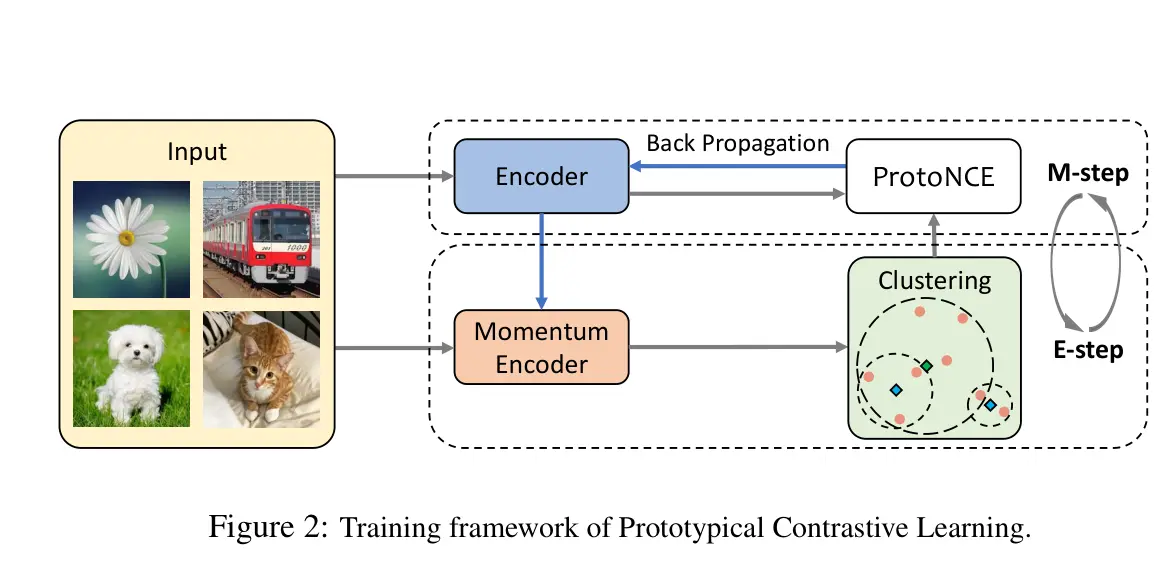 Input
Encoder
Back Propagation
ProtoNCE
M-step
Momentum
Encoder
Clustering
E-step
1000
Figure 2: Training framework of Prototypical Contrastive Learning.